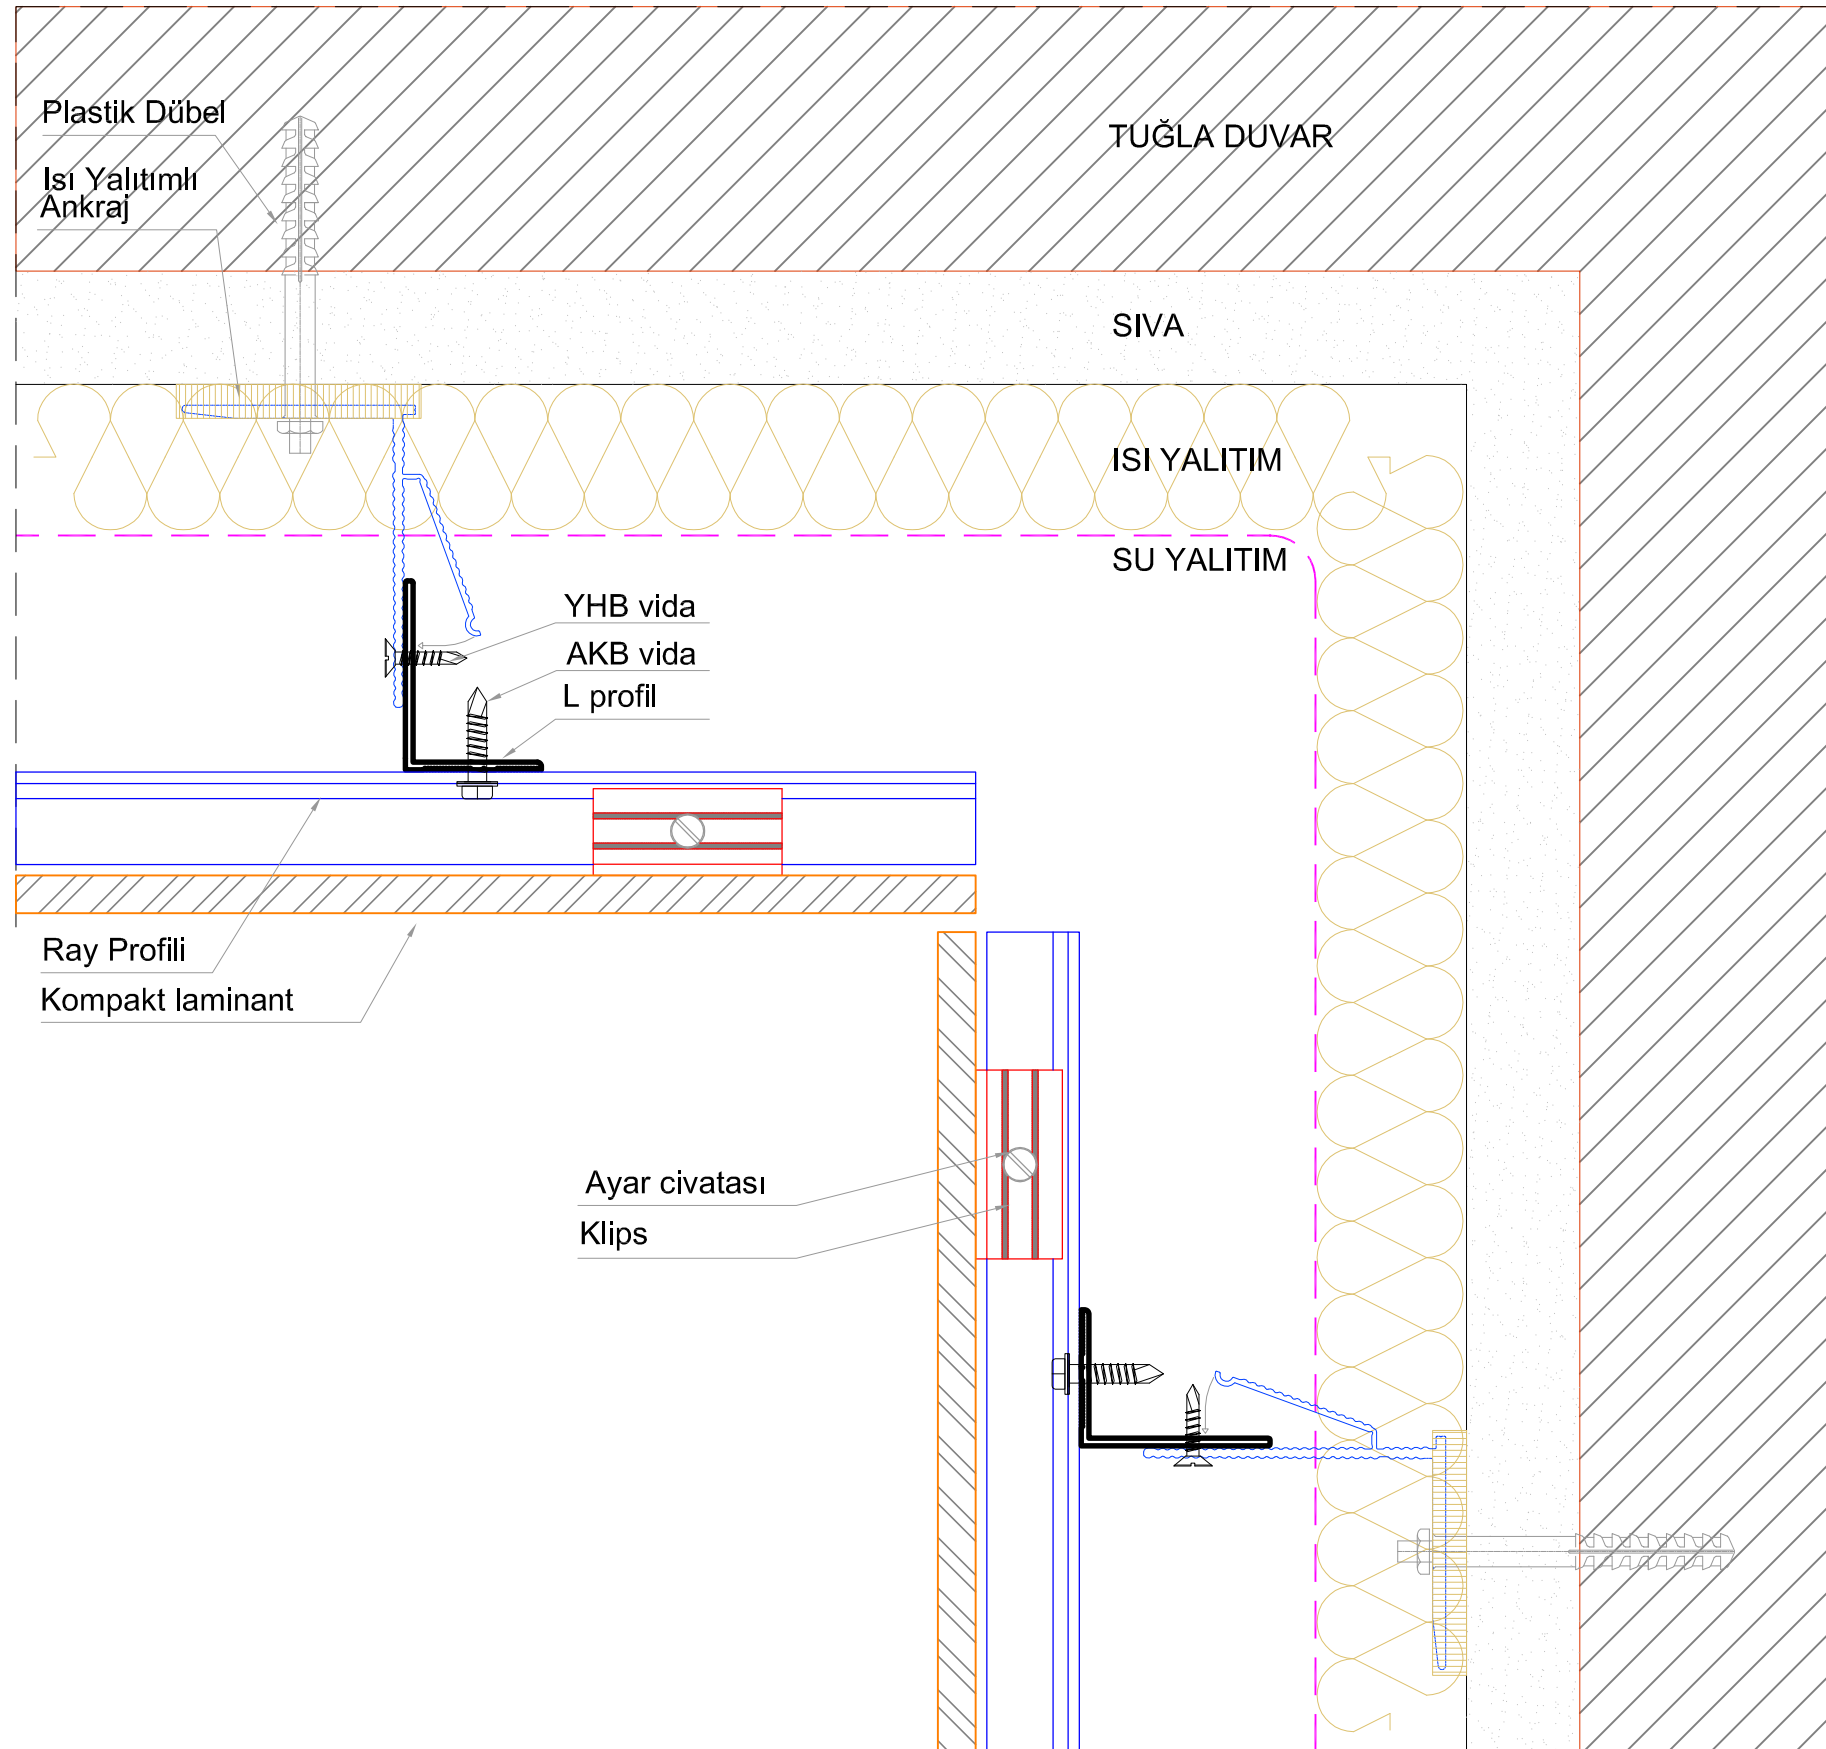 Plastik Dübel
TUĞLA DUVAR
Isı Yalıtımlı
Ankraj
SIVA
ISI YALITIM
SU YALITIM
YHB vida
AKB vida
L profil
Ray Profili
Kompakt laminant
Ayar civatası
Klips